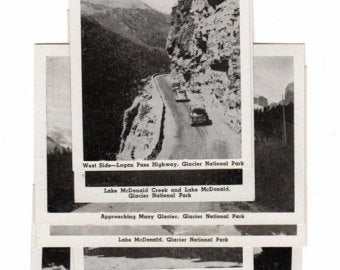 West Side—Logan Pass Highway, Glacier National Park
Lake McDonald Creek and Lake McDonald,
Glacier National Park
Approaching Many Glacier, Glacier National Park
Lake McDonald, Glacier National Park